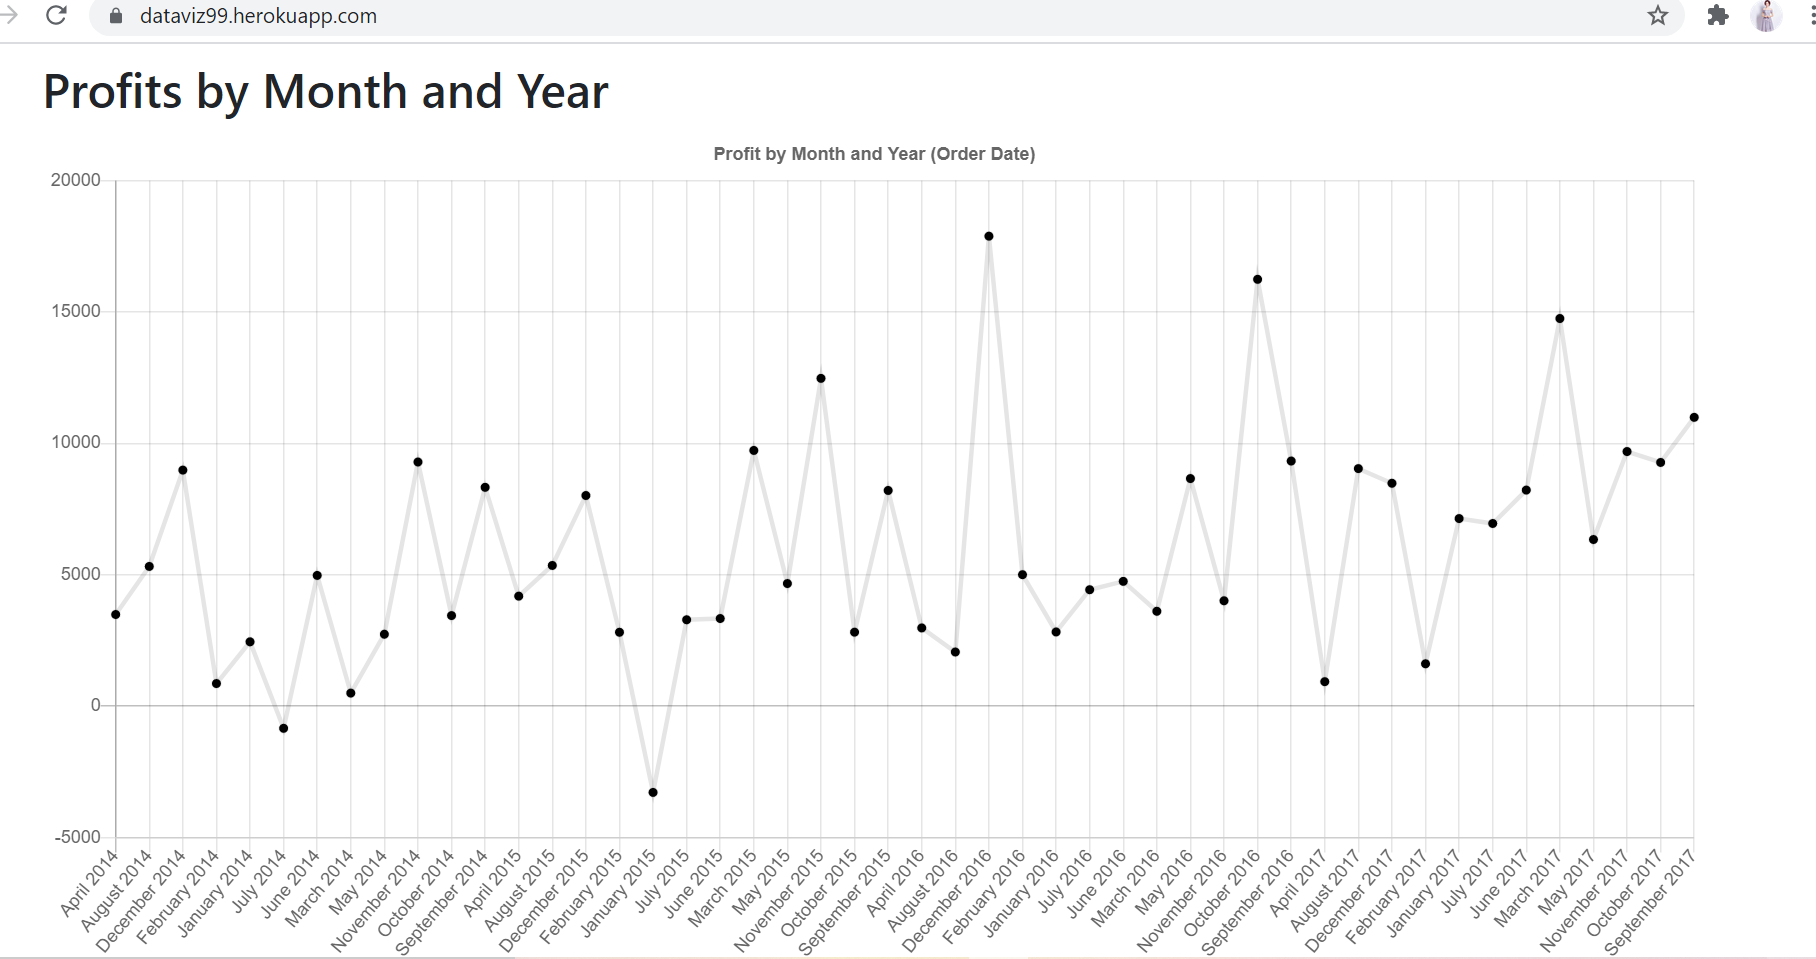 dataviz99.herokuapp.com
Profits by Month and Year
Profit by Month and Year (Order Date)
20000
15000
10000
5000
0
-5000
April 2014
August 2014
December 2014
February 2014
January 2014
July 2014
June 2014
March 2014
May 2014
November 2014
October 2014
September 2014
April 2015
August 2015
December 2015
February 2015
January 2015
July 2015
June 2015
March 2015
May 2015
November 2015
October 2015
September 2015
April 2016
August 2016
December 2016
February 2016
January 2016
July 2016
June 2016
March 2016
May 2016
November 2016
October 2016
September 2016
April 2017
August 2017
December 2017
February 2017
January 2017
July 2017
June 2017
March 2017
May 2017
November 2017
October 2017
September 2017